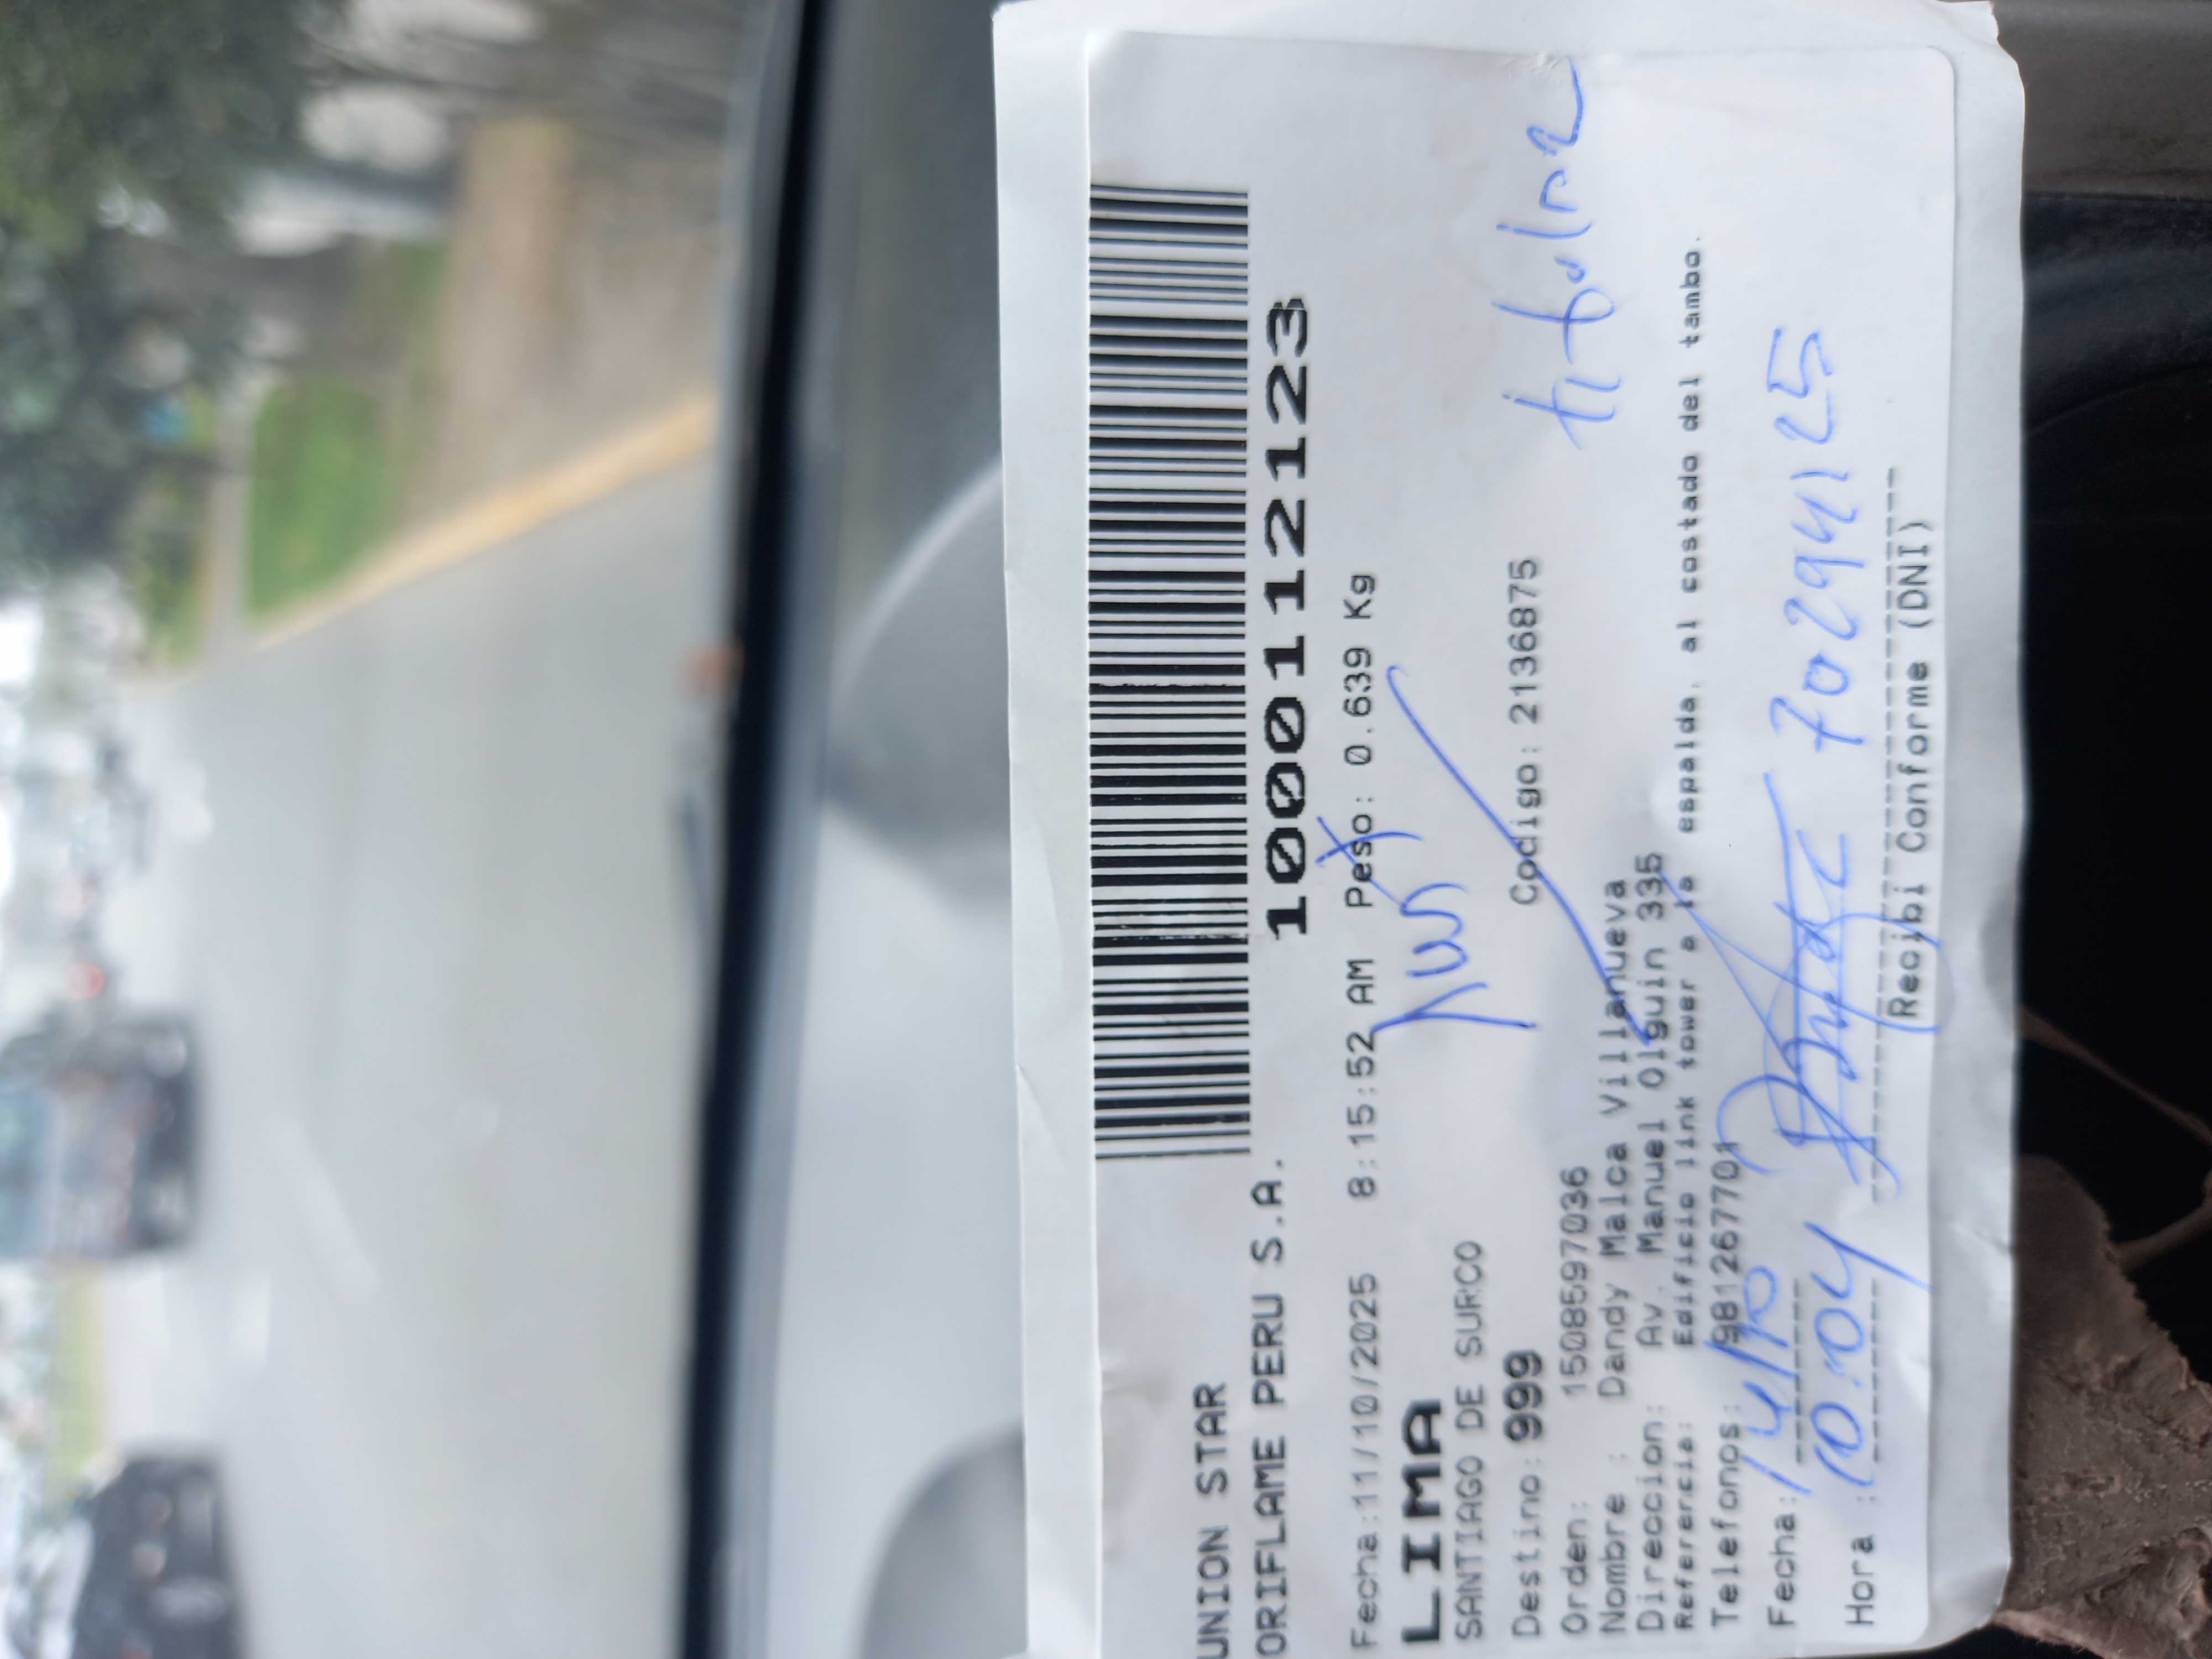 UNION STAR
ORIFLAME PERU S.A.
10001112123
Fecha:11/10/2025 8:15:52 AM Peso: 0.639 Kg
LIMA
SANTIAGO DE SURCO
Destino:999 Codigo: 2136875
Orden: 1508597036
Nombre : Dandy Malca Villanueva
Direccion: Av. Manuel Olguin 335
Referencia: Edificio link tower a la espalda, al costado del tambo.
Telefonos: 981267701
Fecha: 14/10
Hora : 10:04 70294125
(Recibi Conforme (DNI)